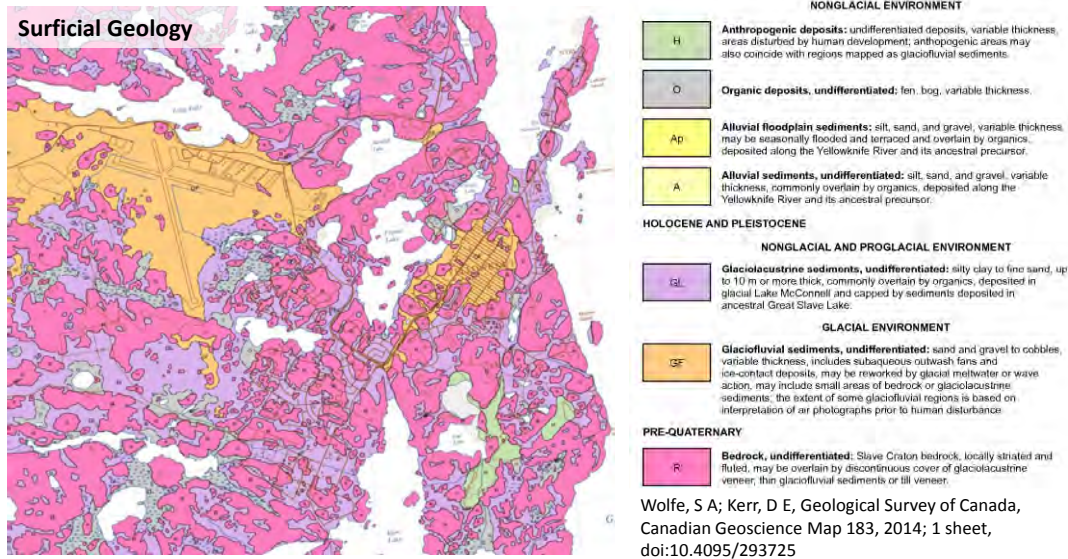 Surficial Geology
NONGLACIAL ENVIRONMENT
H
Anthropogenic deposits: undifferentiated deposits, variable thickness,
areas disturbed by human development; anthropogenic areas may
also coincide with regions mapped as glaciofluvial sediments.
O
Organic deposits, undifferentiated: fen, bog, variable thickness.
Ap
Alluvial floodplain sediments: silt, sand, and gravel, variable thickness,
may be seasonally flooded and terraced and overlain by organics,
deposited along the Yellowknife River and its ancestral precursor.
A
Alluvial sediments, undifferentiated: silt, sand, and gravel, variable
thickness, commonly overlain by organics, deposited along the
Yellowknife River and its ancestral precursor.
HOLOCENE AND PLEISTOCENE
NONGLACIAL AND PROGLACIAL ENVIRONMENT
GL
Glaciolacustrine sediments, undifferentiated: silty clay to fine sand, up
to 10 m or more thick, commonly overlain by organics, deposited in
glacial Lake McConnell and capped by sediments deposited in
ancestral Great Slave Lake.
GLACIAL ENVIRONMENT
GF
Glaciofluvial sediments, undifferentiated: sand and gravel to cobbles,
variable thickness, includes subaqueous outwash fans and
ice-contact deposits, may be reworked by glacial meltwater or wave
action, may include small areas of bedrock or glaciolacustrine
sediments; the extent of some glaciofluvial regions is based on
interpretation of air photographs prior to human disturbance.
PRE-QUATERNARY
R
Bedrock, undifferentiated: Slave Craton bedrock, locally striated and
fluted, may be overlain by discontinuous cover of glaciolacustrine
veneer, thin glaciofluvial sediments or till veneer.
Wolfe, S A; Kerr, D E, Geological Survey of Canada,
Canadian Geoscience Map 183, 2014; 1 sheet,
doi:10.4095/293725